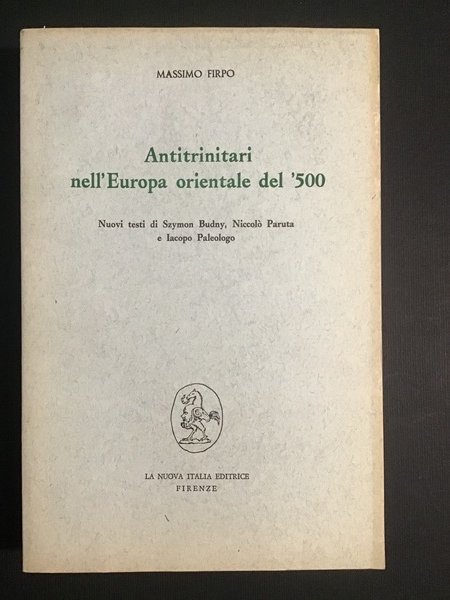 MASSIMO FIRPO
Antitrinitari
nell'Europa orientale del '500
Nuovi testi di Szymon Budny, Niccolò Paruta
e Iacopo Paleologo
LA NUOVA ITALIA EDITRICE
FIRENZE